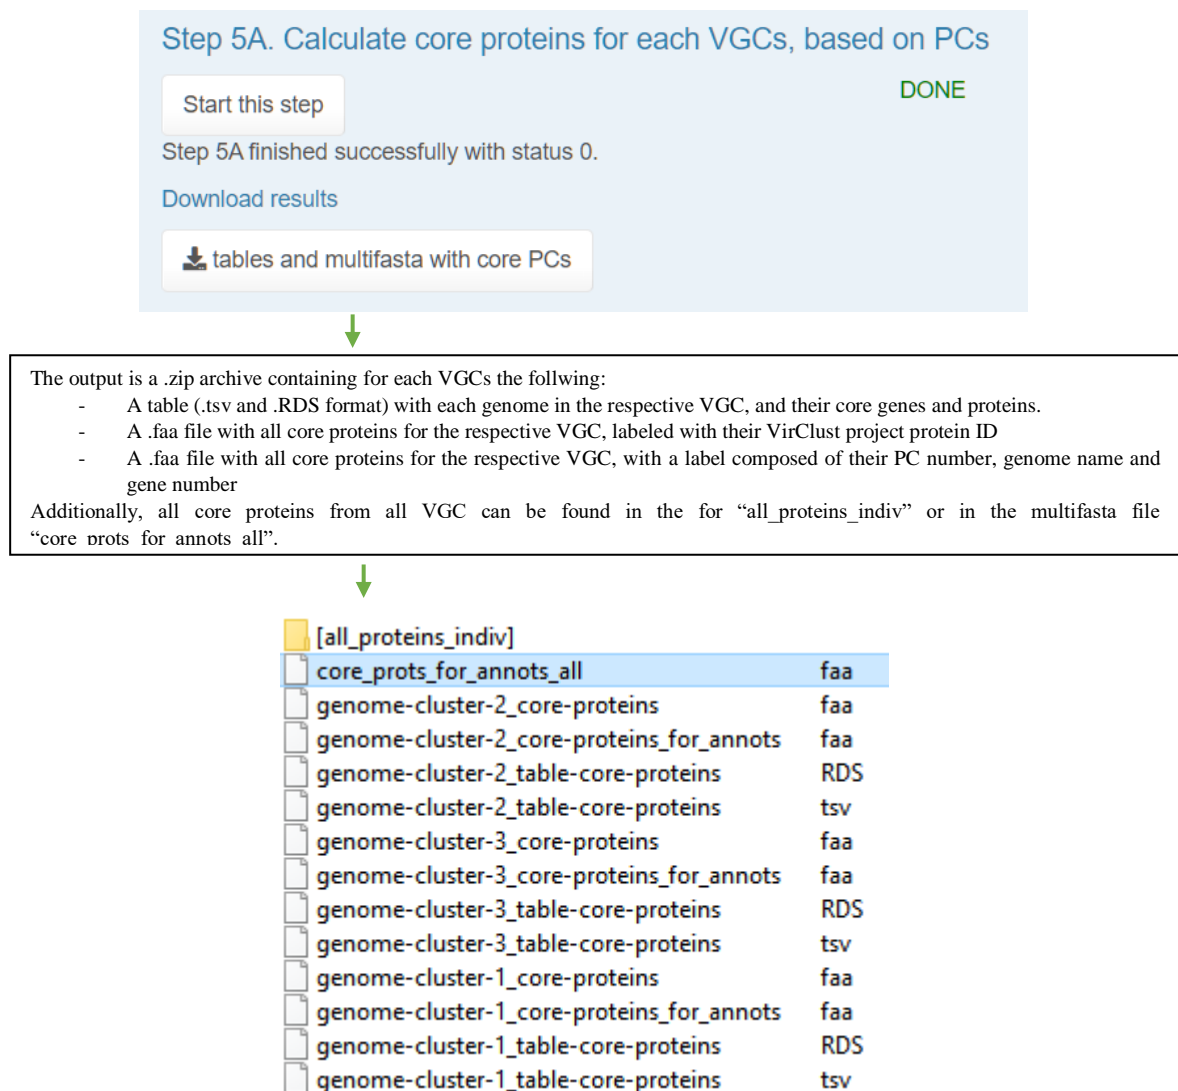 Step 5A. Calculate core proteins for each VGCs, based on PCs
Start this step
DONE
Step 5A finished successfully with status 0.
Download results
tables and multifasta with core PCs
The output is a .zip archive containing for each VGCs the follwing:
- A table (.tsv and .RDS format) with each genome in the respective VGC, and their core genes and proteins.
- A .faa file with all core proteins for the respective VGC, labeled with their VirClust project protein ID
- A .faa file with all core proteins for the respective VGC, with a label composed of their PC number, genome name and
gene number
Additionally, all core proteins from all VGC can be found in the for “all_proteins_indiv” or in the multifasta file
“core_prots_for_annots_all”.
[all_proteins_indiv]
core_prots_for_annots_all faa
genome-cluster-2_core-proteins faa
genome-cluster-2_core-proteins_for_annots faa
genome-cluster-2_table-core-proteins RDS
genome-cluster-2_table-core-proteins tsv
genome-cluster-3_core-proteins faa
genome-cluster-3_core-proteins_for_annots faa
genome-cluster-3_table-core-proteins RDS
genome-cluster-3_table-core-proteins tsv
genome-cluster-1_core-proteins faa
genome-cluster-1_core-proteins_for_annots faa
genome-cluster-1_table-core-proteins RDS
genome-cluster-1_table-core-proteins tsv